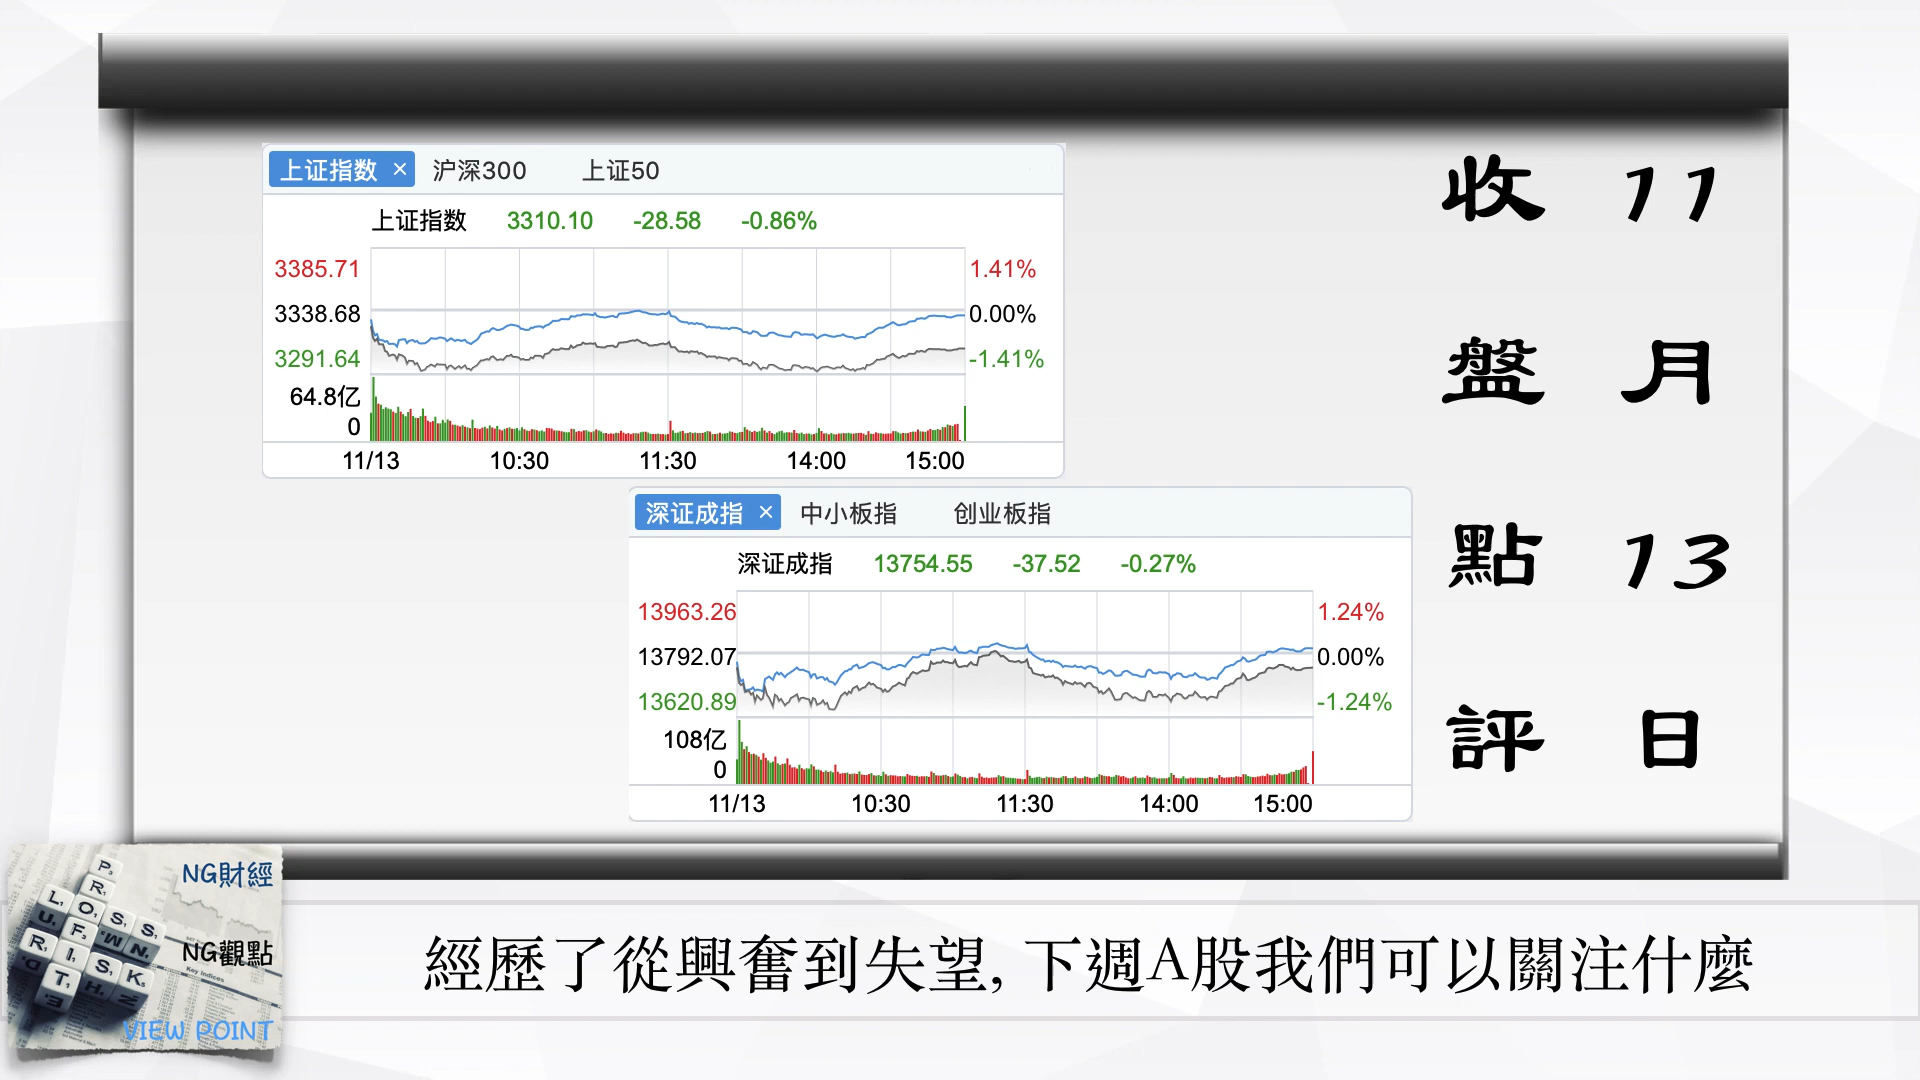 上证指数 × 沪深300 上证50
上证指数 3310.10 -28.58 -0.86%
3385.71 1.41%
3338.68 0.00%
3291.64 -1.41%
64.8亿
0
11/13 10:30 11:30 14:00 15:00
深证成指 × 中小板指 创业板指
深证成指 13754.55 -37.52 -0.27%
13963.26 1.24%
13792.07 0.00%
13620.89 -1.24%
108亿
0
11/13 10:30 11:30 14:00 15:00
11月13日
收盤點評
NG財經
NG觀點
VIEW POINT
經歷了從興奮到失望, 下週A股我們可以關注什麼